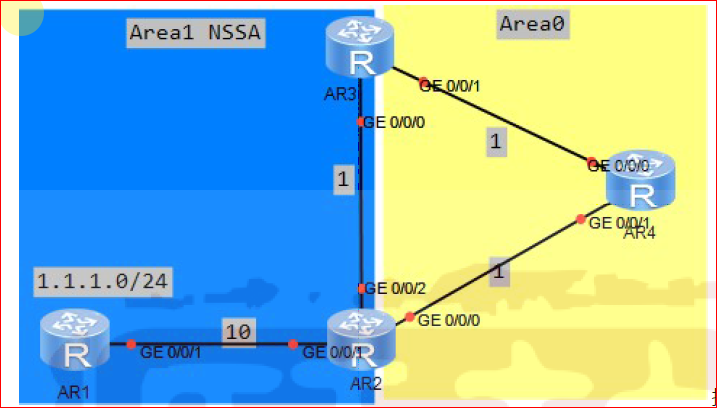 Area1 NSSA
Area0
R
AR3
GE 0/0/1
GE 0/0/0
1
GE 0/0/0
R
1
GE 0/0/1
AR4
1.1.1.0/24
GE 0/0/2
1
GE 0/0/0
R
10
R
GE 0/0/1
GE 0/0/1
AR1
AR2